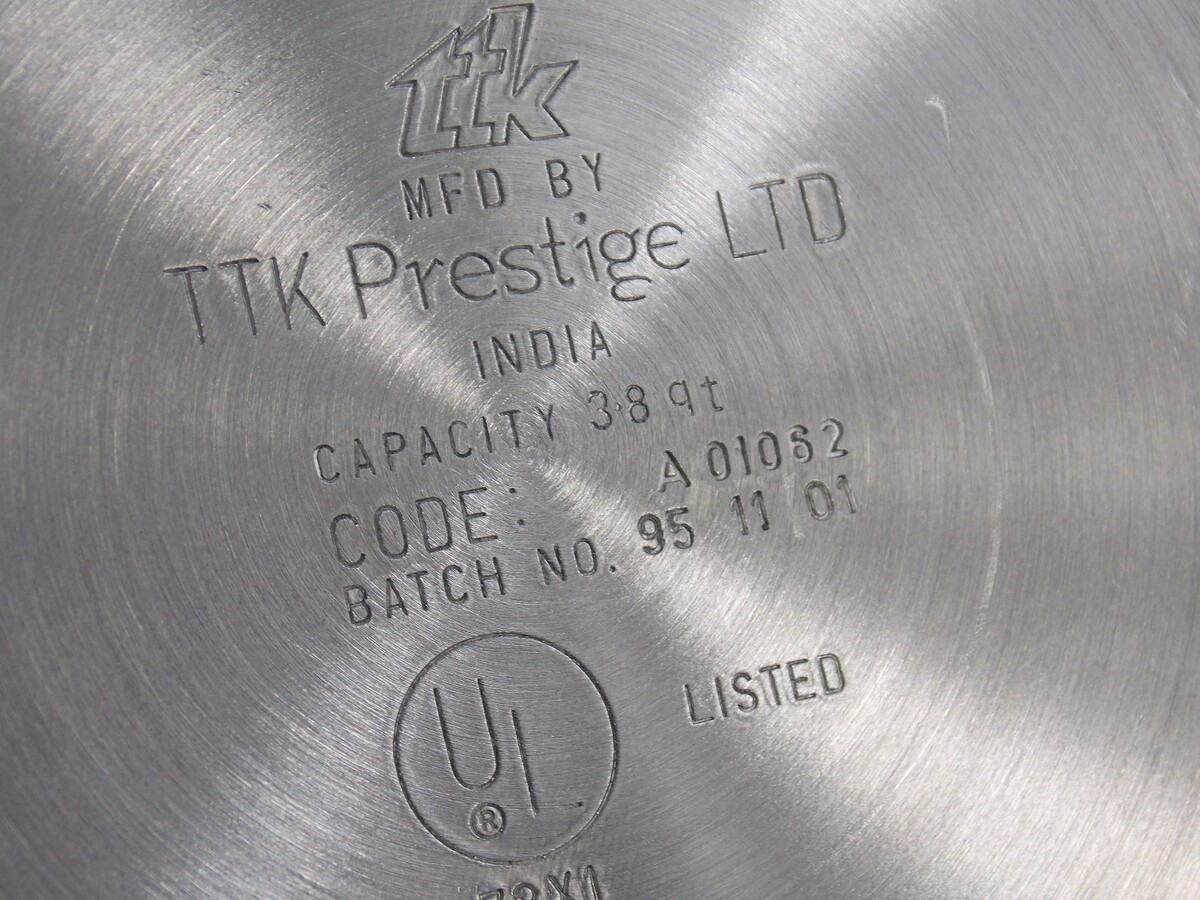 ttk
MFD BY
TTK Prestige LTD
INDIA
CAPACITY 3.8 qt
CODE: A 01062
BATCH NO. 95 11 01
UL ® LISTED